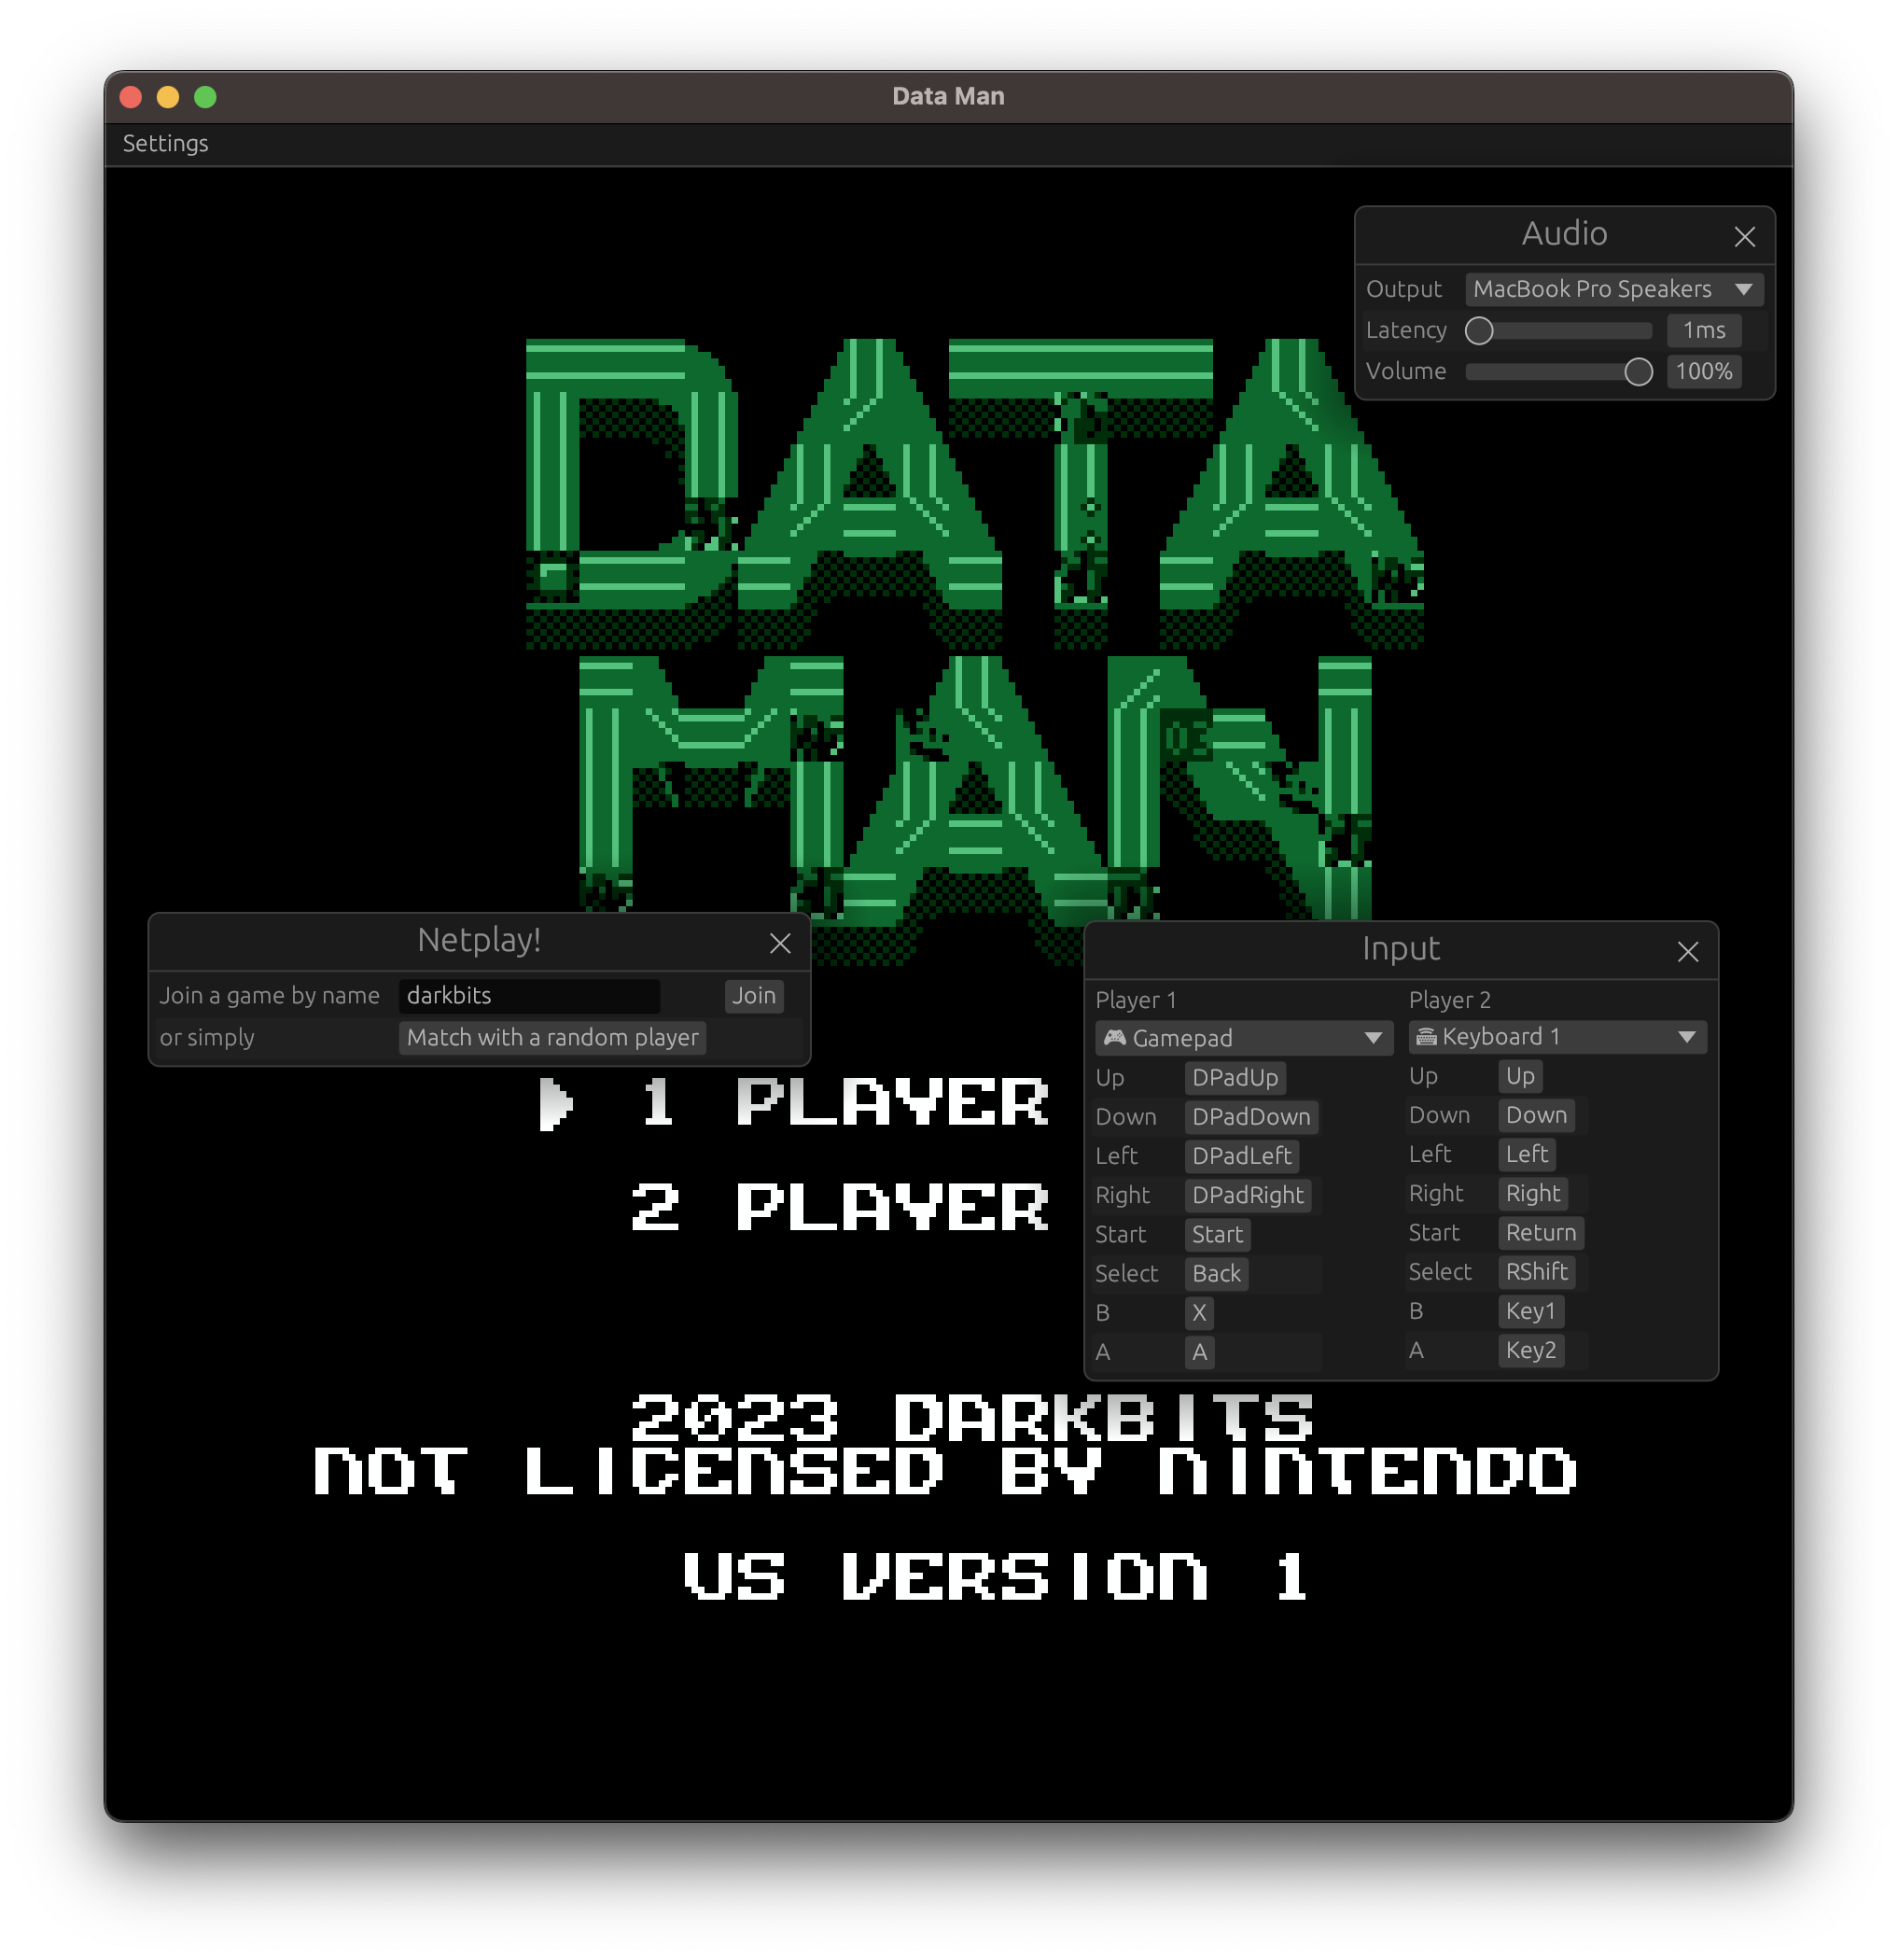 Data Man
Settings
Audio
Output MacBook Pro Speakers
Latency 1ms
Volume 100%
DATA
MAN
Netplay!
Join a game by name darkbits Join
or simply Match with a random player
Input
Player 1 Player 2
Gamepad Keyboard 1
Up DPadUp Up Up
Down DPadDown Down Down
Left DPadLeft Left Left
Right DPadRight Right Right
Start Start Start Return
Select Back Select RShift
B X B Key1
A A A Key2
1 PLAYER
2 PLAYER
2023 DARKBITS
NOT LICENSED BY NINTENDO
US VERSION 1